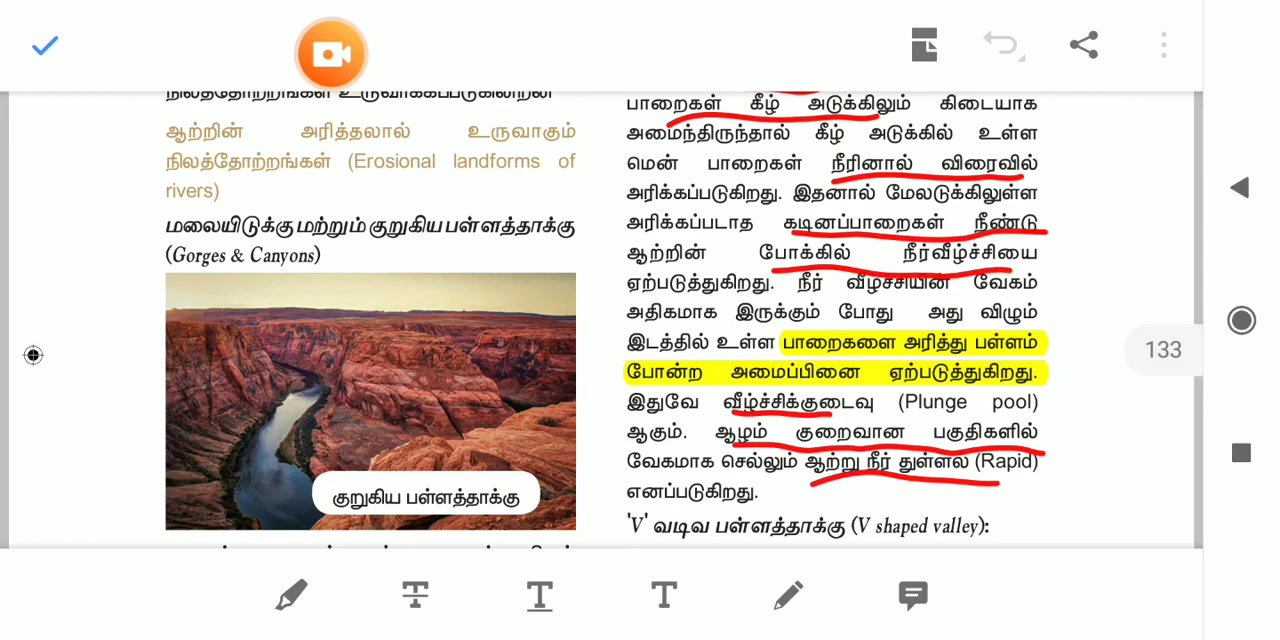 நிலத்தோற்றங்கள் உருவாக்கப்படுகின்றன
ஆற்றின் அரித்தலால் உருவாகும்
நிலத்தோற்றங்கள் (Erosional landforms of
rivers)
மலையிடுக்கு மற்றும் குறுகிய பள்ளத்தாக்கு
(Gorges & Canyons)
குறுகிய பள்ளத்தாக்கு
பாறைகள் கீழ் அடுக்கிலும் கிடையாக
அமைந்திருந்தால் கீழ் அடுக்கில் உள்ள
மென் பாறைகள் நீரினால் விரைவில்
அரிக்கப்படுகிறது. இதனால் மேலடுக்கிலுள்ள
அரிக்கப்படாத கடினப்பாறைகள் நீண்டு
ஆற்றின் போக்கில் நீர்வீழ்ச்சியை
ஏற்படுத்துகிறது. நீர் வீழ்ச்சியின் வேகம்
அதிகமாக இருக்கும் போது அது விழும்
இடத்தில் உள்ள பாறைகளை அரித்து பள்ளம்
போன்ற அமைப்பினை ஏற்படுத்துகிறது.
இதுவே வீழ்ச்சிக்குடைவு (Plunge pool)
ஆகும். ஆழம் குறைவான பகுதிகளில்
வேகமாக செல்லும் ஆற்று நீர் துள்ளல் (Rapid)
எனப்படுகிறது.
'V' வடிவ பள்ளத்தாக்கு (V shaped valley):
133